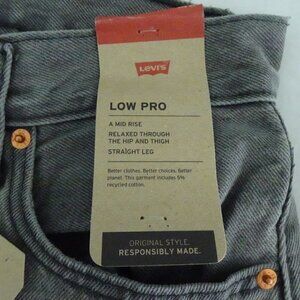 Levi's
LOW PRO
A MID RISE
RELAXED THROUGH
THE HIP AND THIGH
STRAIGHT LEG
Better clothes. Better choices. Better
planet. This garment includes 5%
recycled cotton.
ORIGINAL STYLE.
RESPONSIBLY MADE.